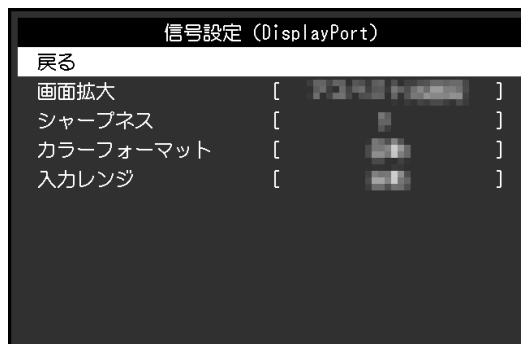 信号設定 (DisplayPort)
戻る
画面拡大 [ ]
シャープネス [ ]
カラーフォーマット [ ]
入力レンジ [ ]